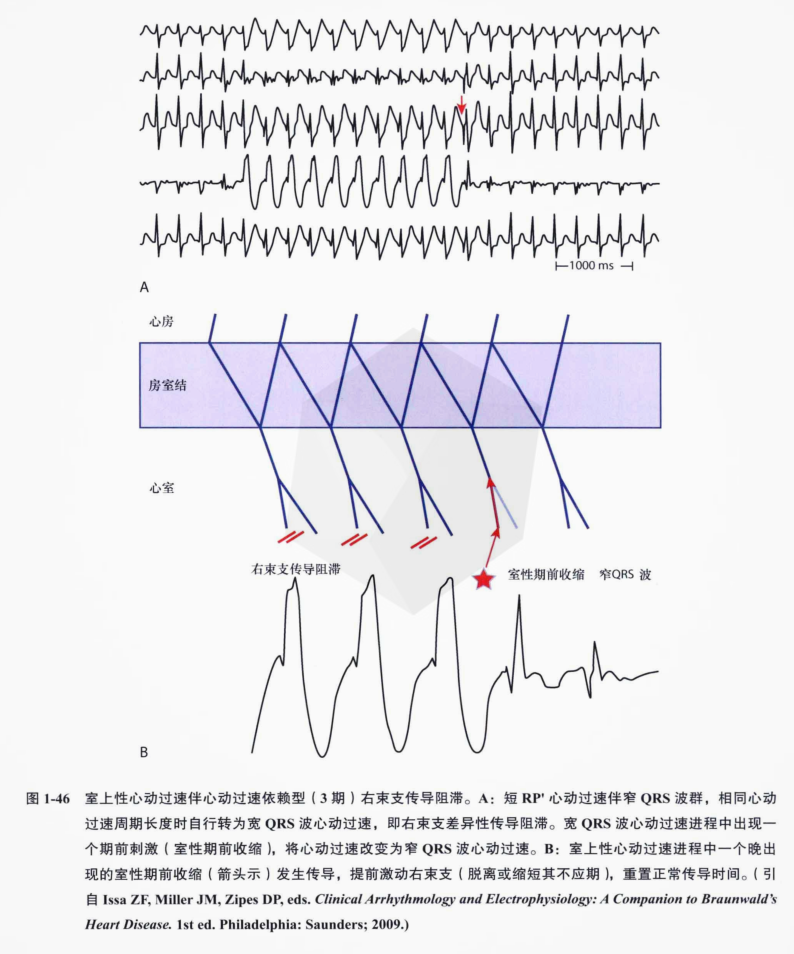 1000 ms
A
心房
房室结
心室
右束支传导阻滞
室性期前收缩 窄QRS 波
B
图 1-46 室上性心动过速伴心动过速依赖型（3 期）右束支传导阻滞。A：短 RP' 心动过速伴窄 QRS 波群，相同心动
过速周期长度时自行转为宽 QRS 波心动过速，即右束支差异性传导阻滞。宽 QRS 波心动过速进程中出现一
个期前刺激（室性期前收缩），将心动过速改变为窄 QRS 波心动过速。B：室上性心动过速进程中一个晚出
现的室性期前收缩（箭头示）发生传导，提前激动右束支（脱离或缩短其不应期），重置正常传导时间。（引
自 Issa ZF, Miller JM, Zipes DP, eds. Clinical Arrhythmology and Electrophysiology: A Companion to Braunwald’s
Heart Disease. 1st ed. Philadelphia: Saunders; 2009.)